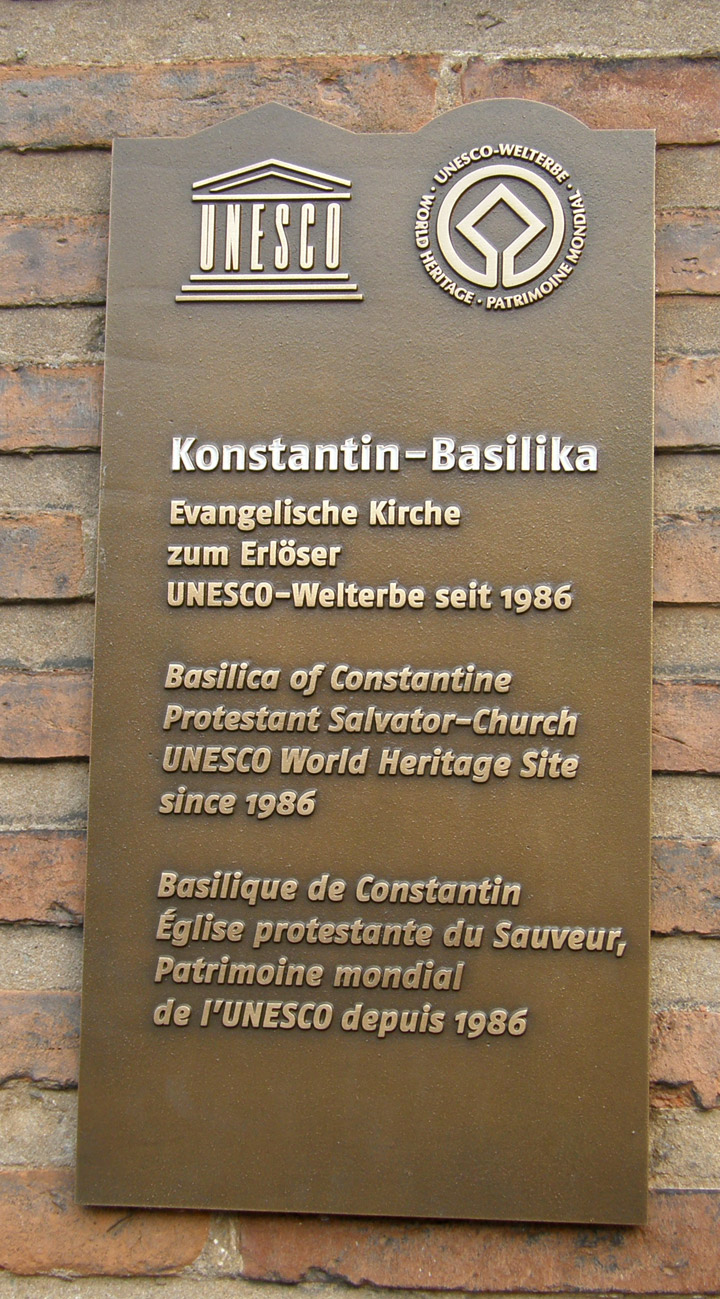 UNESCO
UNESCO-WELTERBE · PATRIMOINE MONDIAL · WORLD HERITAGE ·
Konstantin-Basilika
Evangelische Kirche
zum Erlöser
UNESCO-Welterbe seit 1986
Basilica of Constantine
Protestant Salvator-Church
UNESCO World Heritage Site
since 1986
Basilique de Constantin
Église protestante du Sauveur,
Patrimoine mondial
de l'UNESCO depuis 1986